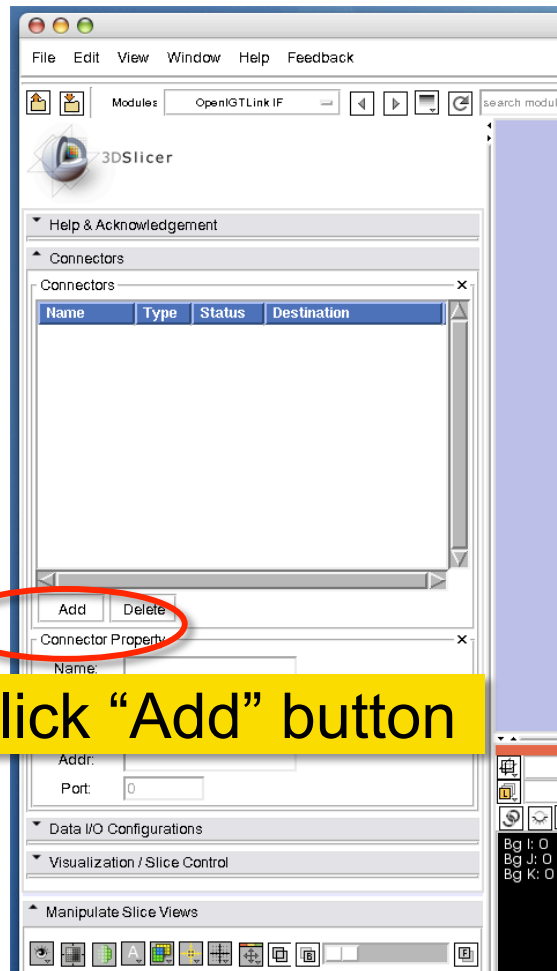 File Edit View Window Help Feedback
Modules OpenIGTLink IF search modul
3DSlicer
Help & Acknowledgement
Connectors
Connectors
Name Type Status Destination
Add Delete
Connector Property
Name:
lick “Add” button
Addr:
Port: 0
Data I/O Configurations
Visualization / Slice Control
Manipulate Slice Views
Bg I: 0
Bg J: 0
Bg K: 0